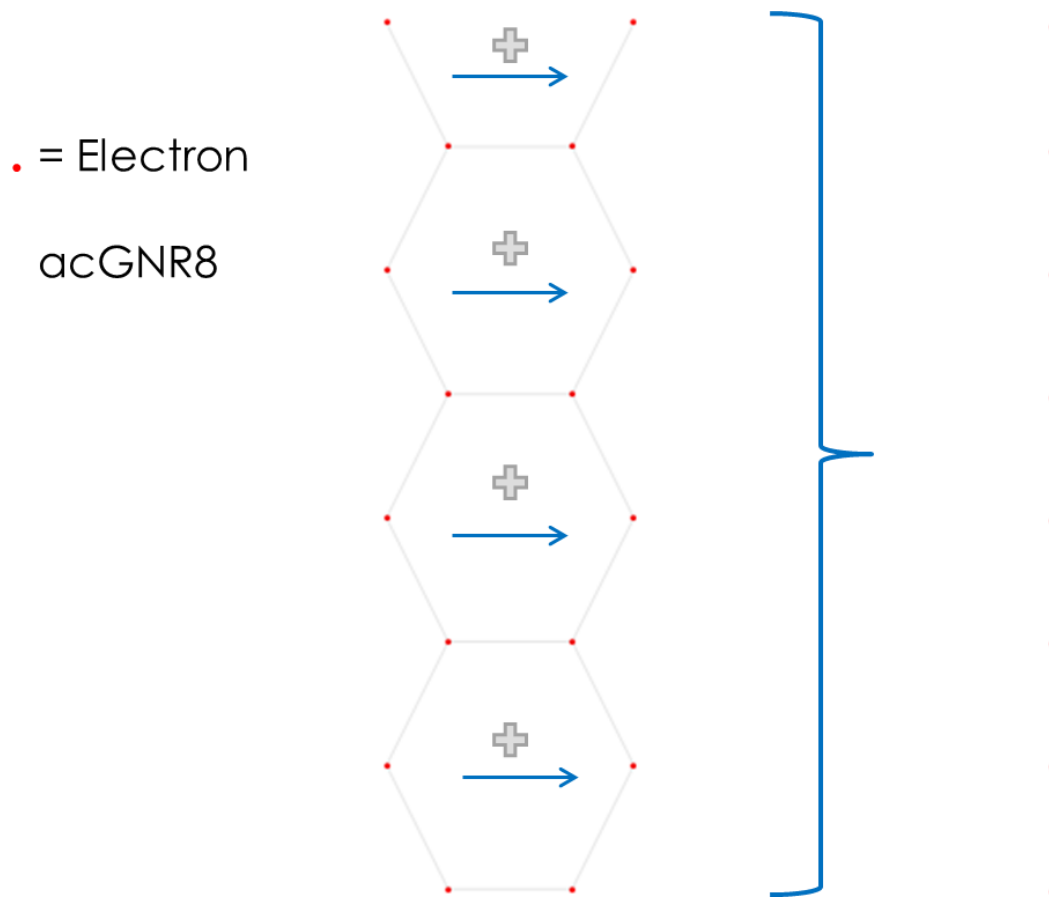 . = Electron
acGNR8